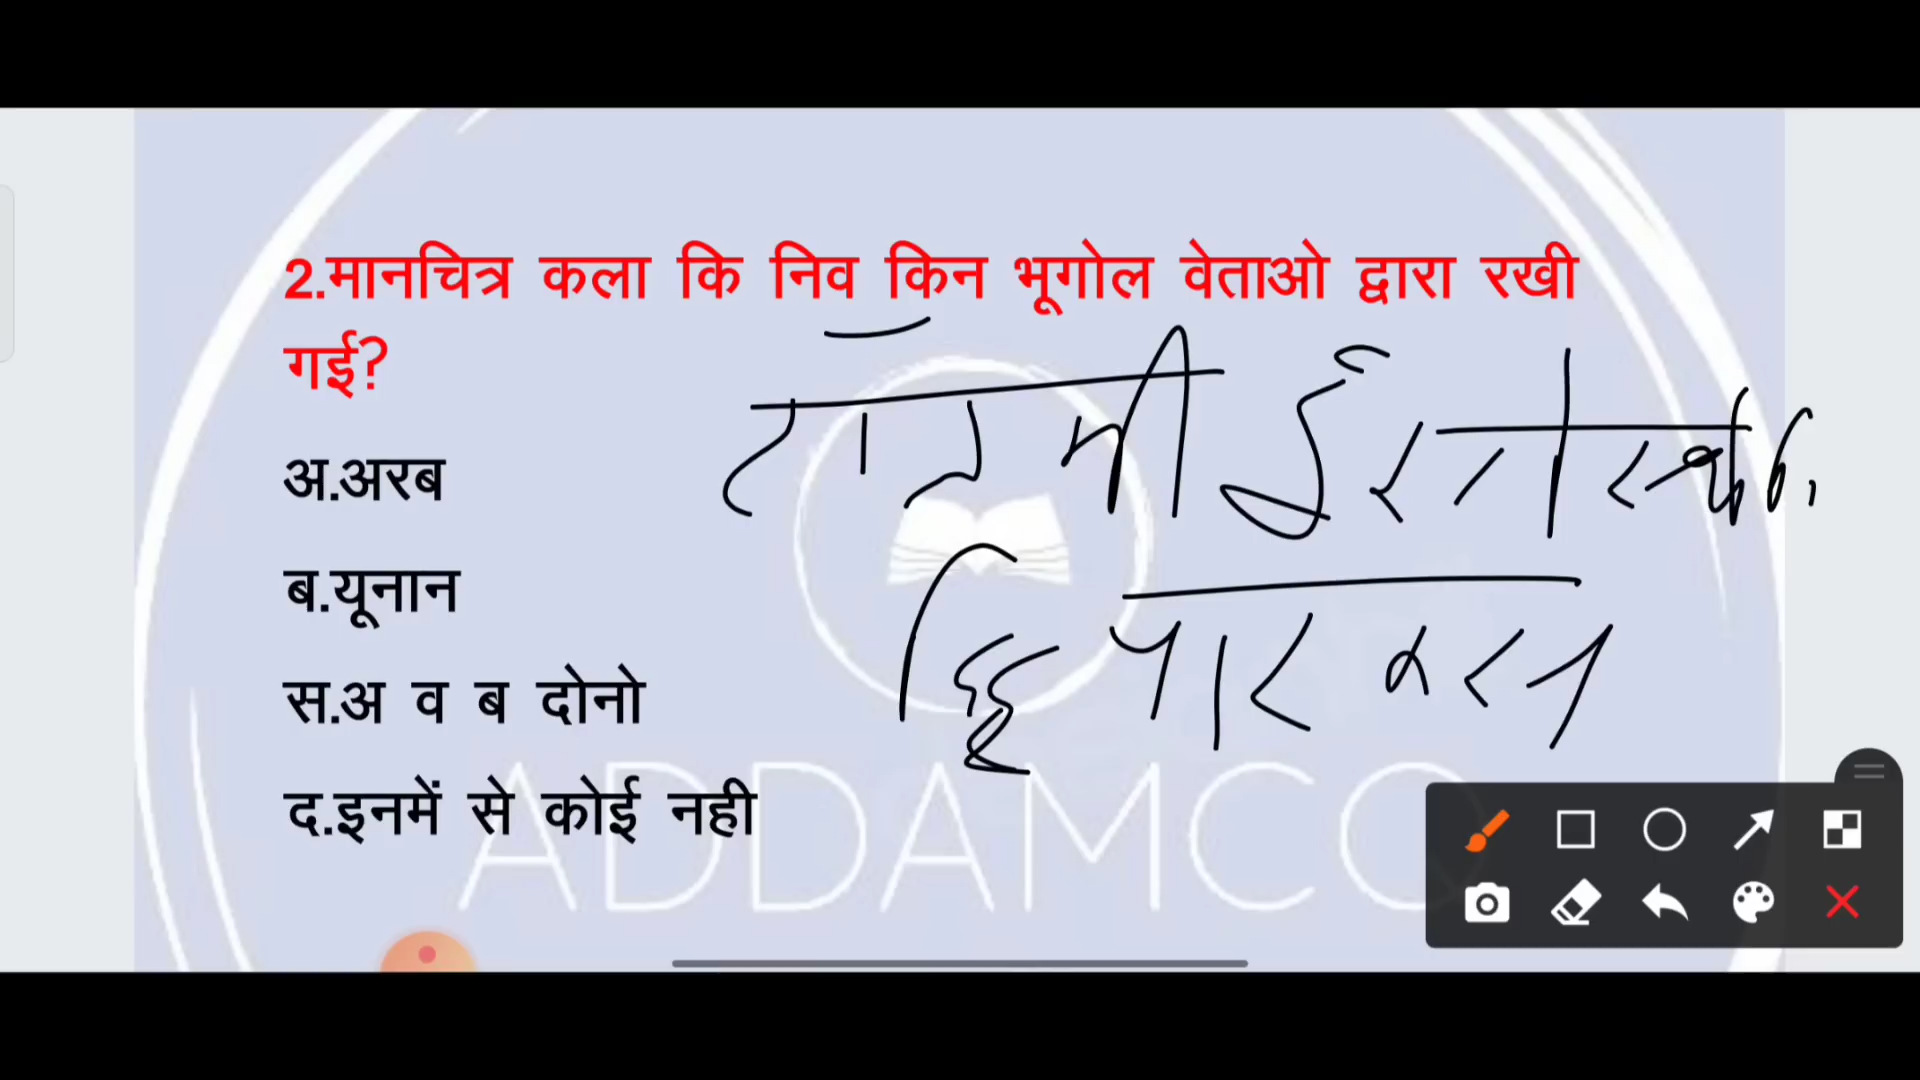 2.मानचित्र कला कि निव किन भूगोल वेताओ द्वारा रखी
गई?
अ.अरब
ब.यूनान
स.अ व ब दोनो
द.इनमें से कोई नही
ADDAMCO